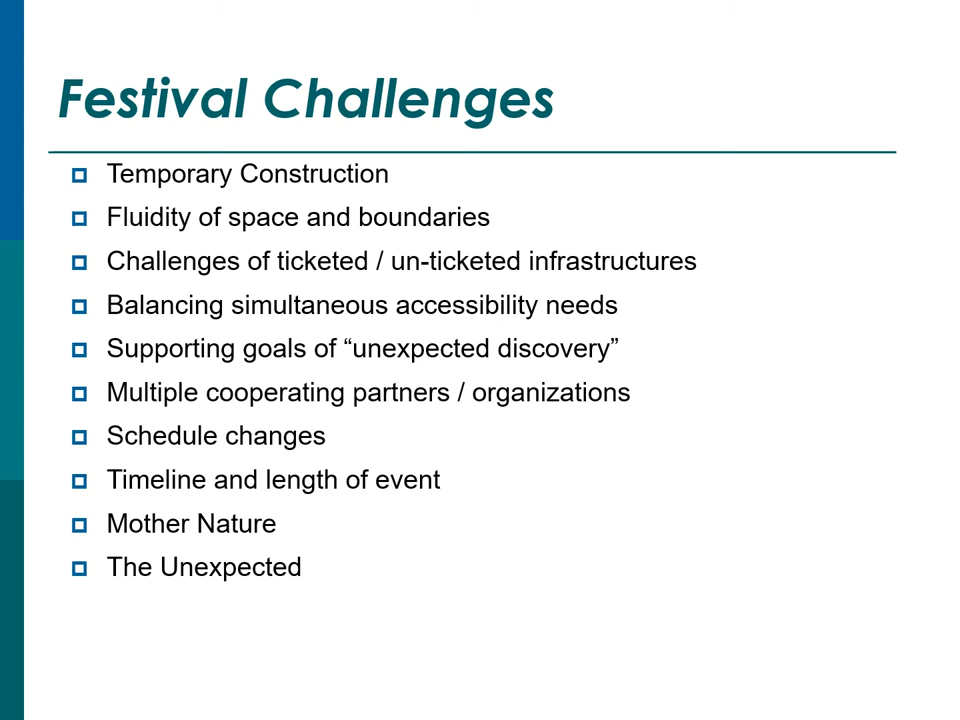 Festival Challenges
Temporary Construction
Fluidity of space and boundaries
Challenges of ticketed / un-ticketed infrastructures
Balancing simultaneous accessibility needs
Supporting goals of “unexpected discovery”
Multiple cooperating partners / organizations
Schedule changes
Timeline and length of event
Mother Nature
The Unexpected